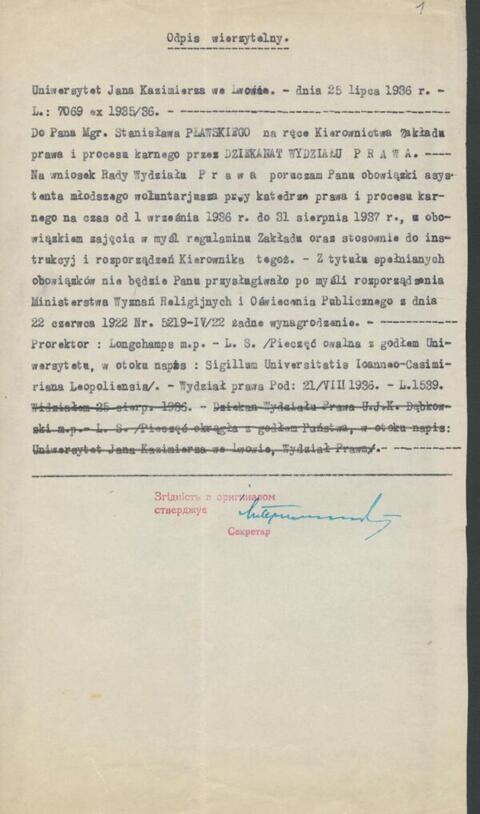 1
Odpis wierzytelny.
Uniwersytet Jana Kazimierza we Lwowie. - dnia 25 lipca 1936 r. -
L.: 7069 ex 1935/36. -
Do Pana Mgr. Stanisława PŁAWSKIEGO na ręce Kierownictwa Zakładu
prawa i procesu karnego przez DZIEKANAT WYDZIAŁU P R A W A. -
Na wniosek Rady Wydziału P r a w a poruczam Panu obowiązki asys-
tenta młodszego woluntarjusza przy katedrze prawa i procesu kar-
nego na czas od 1 września 1936 r. do 31 sierpnia 1937 r., z obo-
wiązkiem zajęcia w myśl regulaminu Zakładu oraz stosownie do ins-
trukcyj i rozporządzeń Kierownika tegoż. - Z tytułu spełnianych
obowiązków nie będzie Panu przysługiwało po myśli rozporządzenia
Ministerstwa Wyznań Religijnych i Oświecenia Publicznego z dnia
22 czerwca 1922 Nr. 5219-IV/22 żadne wynagrodzenie. -
Prorektor : Longchamps m.p. - L. S. /Pieczęć owalna z godłem Uni-
wersytetu, w otoku napis : Sigillum Universitatis Ioanneo-Casimi-
riana Leopoliensia/. - Wydział prawa Pod: 21/VIII 1936. - L.1539.
Widziałem 25 sierp. 1936. - Dziekan Wydziału Prawa U.J.K. Dąbkow-
ski m.p.- L. S. /Pieczęć okrągła z godłem Państwa, w otoku napis:
Uniwersytet Jana Kazimierza we Lwowie, Wydział Prawa/. -
Згідність з оригиналом
стверджує
Секретар